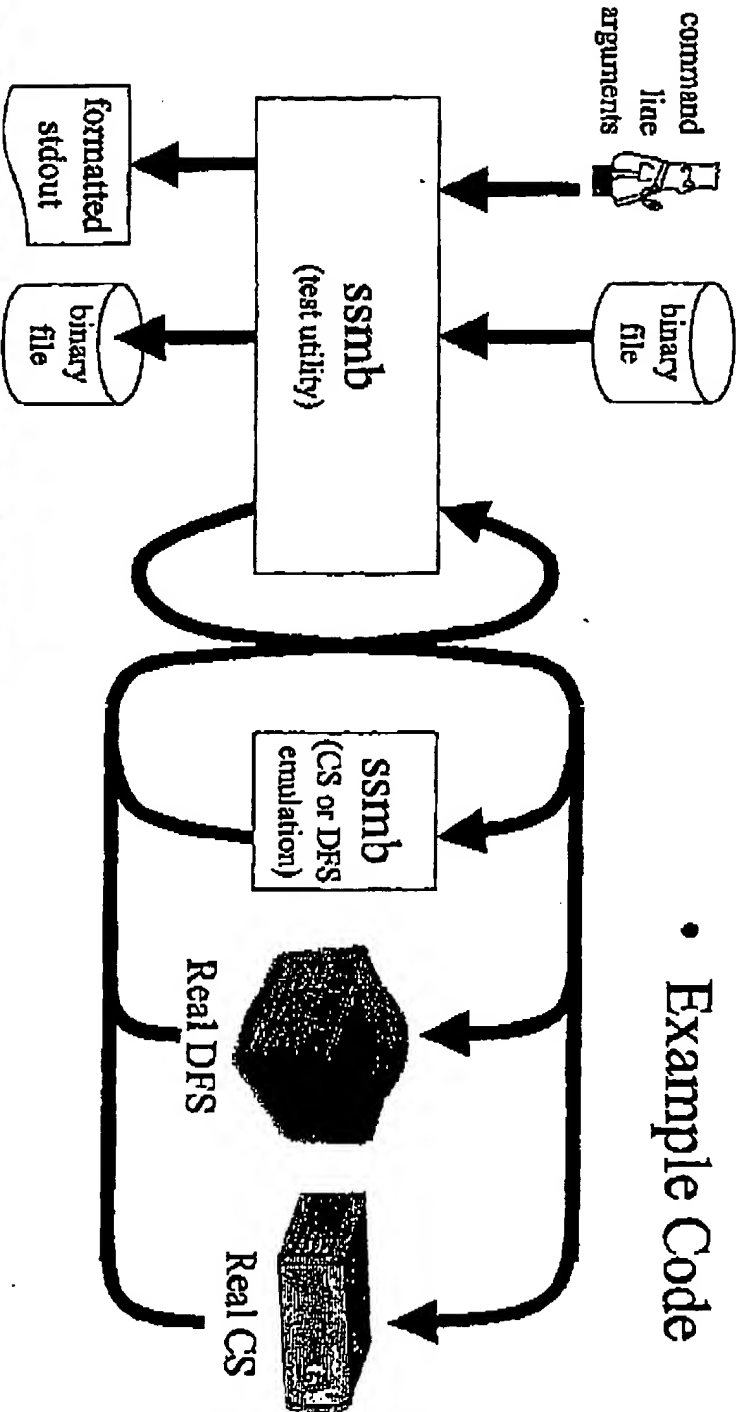 • Example Code
command
line
arguments
binary
file
ssmb
(test utility)
formatted
stdout
binary
file
ssmb
(CS or DFS
emulation)
Real DFS
Real CS